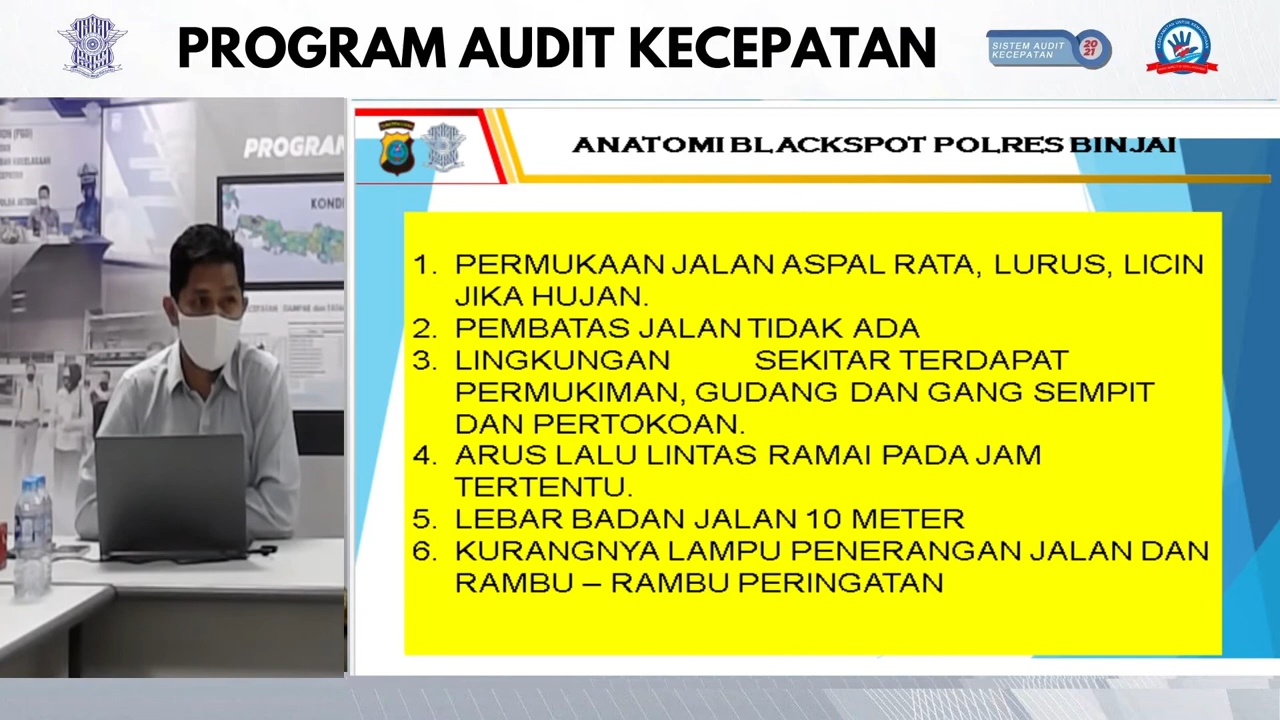 PROGRAM AUDIT KECEPATAN
SISTEM AUDIT
KECEPATAN
20
21
PROGRAM
KONDI
ANATOMI BLACKSPOT POLRES BINJAI
1. PERMUKAAN JALAN ASPAL RATA, LURUS, LICIN
JIKA HUJAN.
2. PEMBATAS JALAN TIDAK ADA
3. LINGKUNGAN SEKITAR TERDAPAT
PERMUKIMAN, GUDANG DAN GANG SEMPIT
DAN PERTOKOAN.
4. ARUS LALU LINTAS RAMAI PADA JAM
TERTENTU.
5. LEBAR BADAN JALAN 10 METER
6. KURANGNYA LAMPU PENERANGAN JALAN DAN
RAMBU – RAMBU PERINGATAN